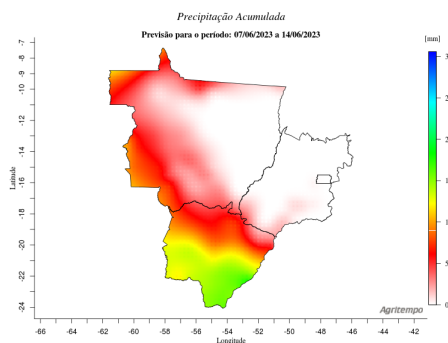 Precipitação Acumulada
Previsão para o período: 07/06/2023 a 14/06/2023
[mm]
-7
-9
-10
-12
-14
-16
-18
-20
-22
-24
Latitude
Agritempo
-66 -64 -62 -60 -58 -56 -54 -52 -50 -48 -46 -44 -42
Longitude